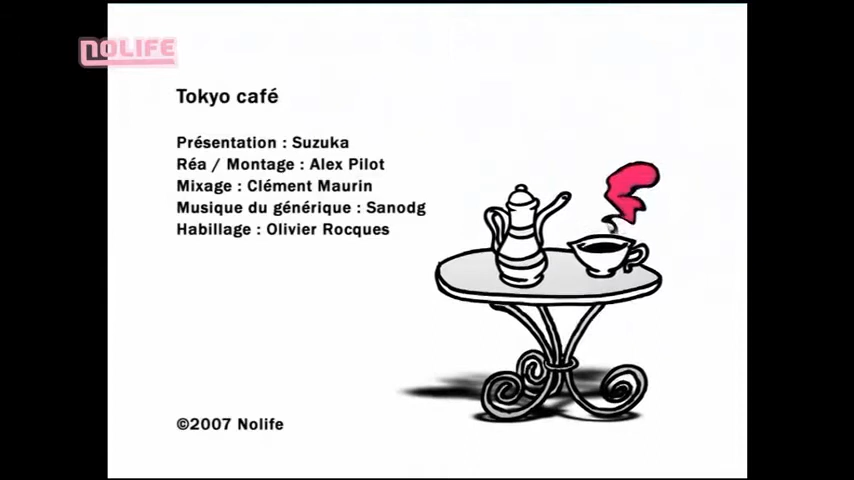 NOLIFE
Tokyo café
Présentation : Suzuka
Réa / Montage : Alex Pilot
Mixage : Clément Maurin
Musique du générique : Sanodg
Habillage : Olivier Rocques
©2007 Nolife